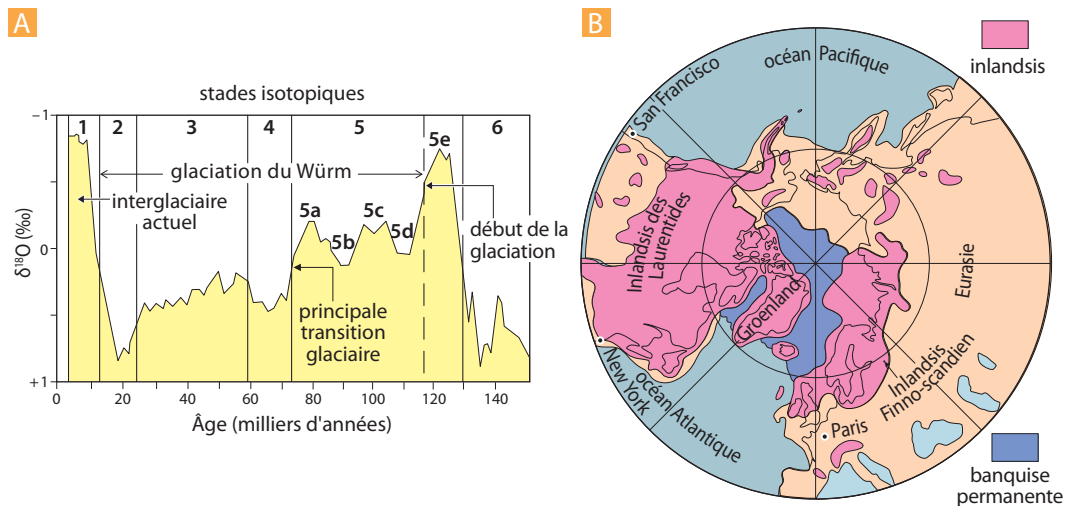 A
stades isotopiques
−1
1
2
3
4
5
6
5e
glaciation du Würm
interglaciaire
actuel
5a
5c
5b
5d
début de la
glaciation
0
δ¹⁸O (‰)
principale
transition
glaciaire
+1
0
20
40
60
80
100
120
140
Âge (milliers d'années)
B
inlandsis
océan Pacifique
San Francisco
Inlandsis des
Laurentides
Groenland
Eurasie
Inlandsis
Finno-scandien
New York
océan Atlantique
Paris
banquise
permanente